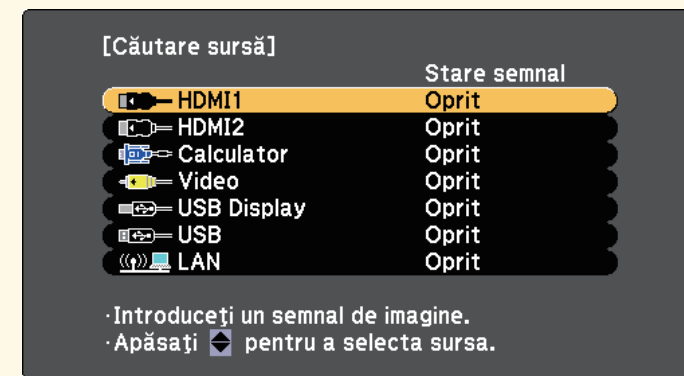 [Căutare sursă]
Stare semnal
HDMI1 Oprit
HDMI2 Oprit
Calculator Oprit
Video Oprit
USB Display Oprit
USB Oprit
LAN Oprit
·Introduceţi un semnal de imagine.
·Apăsaţi pentru a selecta sursa.